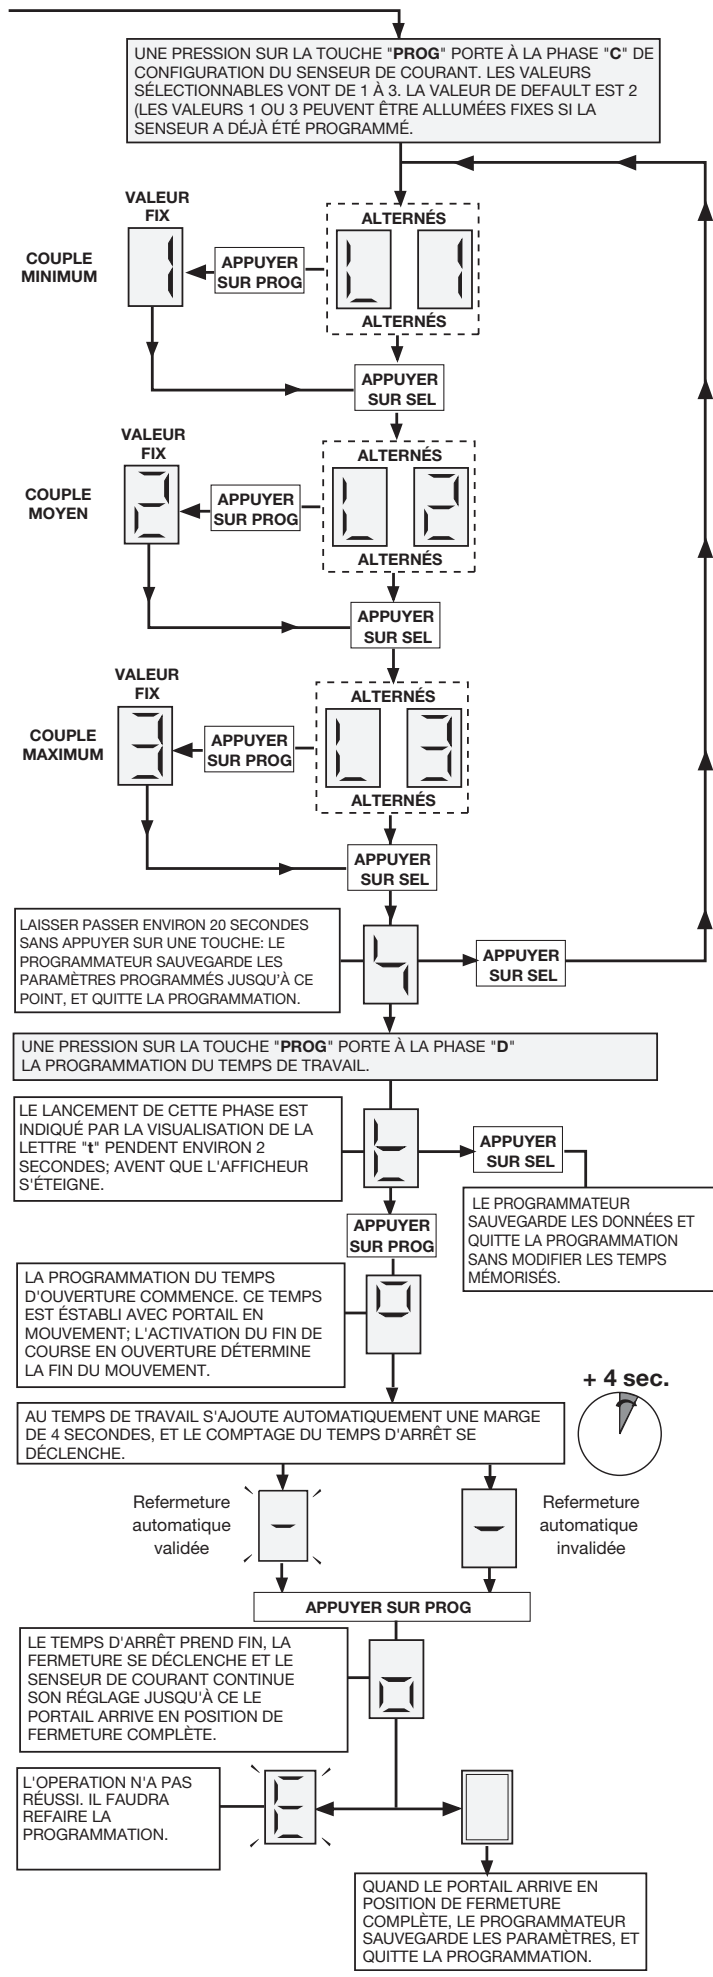 UNE PRESSION SUR LA TOUCHE "PROG" PORTE À LA PHASE "C" DE
CONFIGURATION DU SENSEUR DE COURANT. LES VALEURS
SÉLECTIONNABLES VONT DE 1 À 3. LA VALEUR DE DEFAULT EST 2
(LES VALEURS 1 OU 3 PEUVENT ÊTRE ALLUMÉES FIXES SI LA
SENSEUR A DÉJÀ ÉTÉ PROGRAMMÉ.
VALEUR
FIX
ALTERNÉS
COUPLE
MINIMUM
1
APPUYER
SUR PROG
L 1
ALTERNÉS
APPUYER
SUR SEL
VALEUR
FIX
ALTERNÉS
COUPLE
MOYEN
2
APPUYER
SUR PROG
L 2
ALTERNÉS
APPUYER
SUR SEL
VALEUR
FIX
ALTERNÉS
COUPLE
MAXIMUM
3
APPUYER
SUR PROG
L 3
ALTERNÉS
APPUYER
SUR SEL
LAISSER PASSER ENVIRON 20 SECONDES
SANS APPUYER SUR UNE TOUCHE: LE
PROGRAMMATEUR SAUVEGARDE LES
PARAMÈTRES PROGRAMMÉS JUSQU'À CE
POINT, ET QUITTE LA PROGRAMMATION.
APPUYER
SUR SEL
UNE PRESSION SUR LA TOUCHE "PROG" PORTE À LA PHASE "D"
LA PROGRAMMATION DU TEMPS DE TRAVAIL.
LE LANCEMENT DE CETTE PHASE EST
INDIQUÉ PAR LA VISUALISATION DE LA
LETTRE "t" PENDENT ENVIRON 2
SECONDES; AVENT QUE L'AFFICHEUR
S'ÉTEIGNE.
t
APPUYER
SUR SEL
LE PROGRAMMATEUR
SAUVEGARDE LES DONNÉES ET
QUITTE LA PROGRAMMATION
SANS MODIFIER LES TEMPS
MÉMORISÉS.
APPUYER
SUR PROG
LA PROGRAMMATION DU TEMPS
D'OUVERTURE COMMENCE. CE TEMPS
EST ÉSTABLI AVEC PORTAIL EN
MOUVEMENT; L'ACTIVATION DU FIN DE
COURSE EN OUVERTURE DÉTERMINE
LA FIN DU MOUVEMENT.
o
+ 4 sec.
AU TEMPS DE TRAVAIL S'AJOUTE AUTOMATIQUEMENT UNE MARGE
DE 4 SECONDES, ET LE COMPTAGE DU TEMPS D'ARRÊT SE
DÉCLENCHE.
Refermeture
automatique
validée
-
-
Refermeture
automatique
invalidée
APPUYER SUR PROG
LE TEMPS D'ARRÊT PREND FIN, LA
FERMETURE SE DÉCLENCHE ET LE
SENSEUR DE COURANT CONTINUE
SON RÉGLAGE JUSQU'À CE LE
PORTAIL ARRIVE EN POSITION DE
FERMETURE COMPLÈTE.
o
L'OPERATION N'A PAS
RÉUSSI. IL FAUDRA
REFAIRE LA
PROGRAMMATION.
E
QUAND LE PORTAIL ARRIVE EN
POSITION DE FERMETURE
COMPLÈTE, LE PROGRAMMATEUR
SAUVEGARDE LES PARAMÈTRES, ET
QUITTE LA PROGRAMMATION.